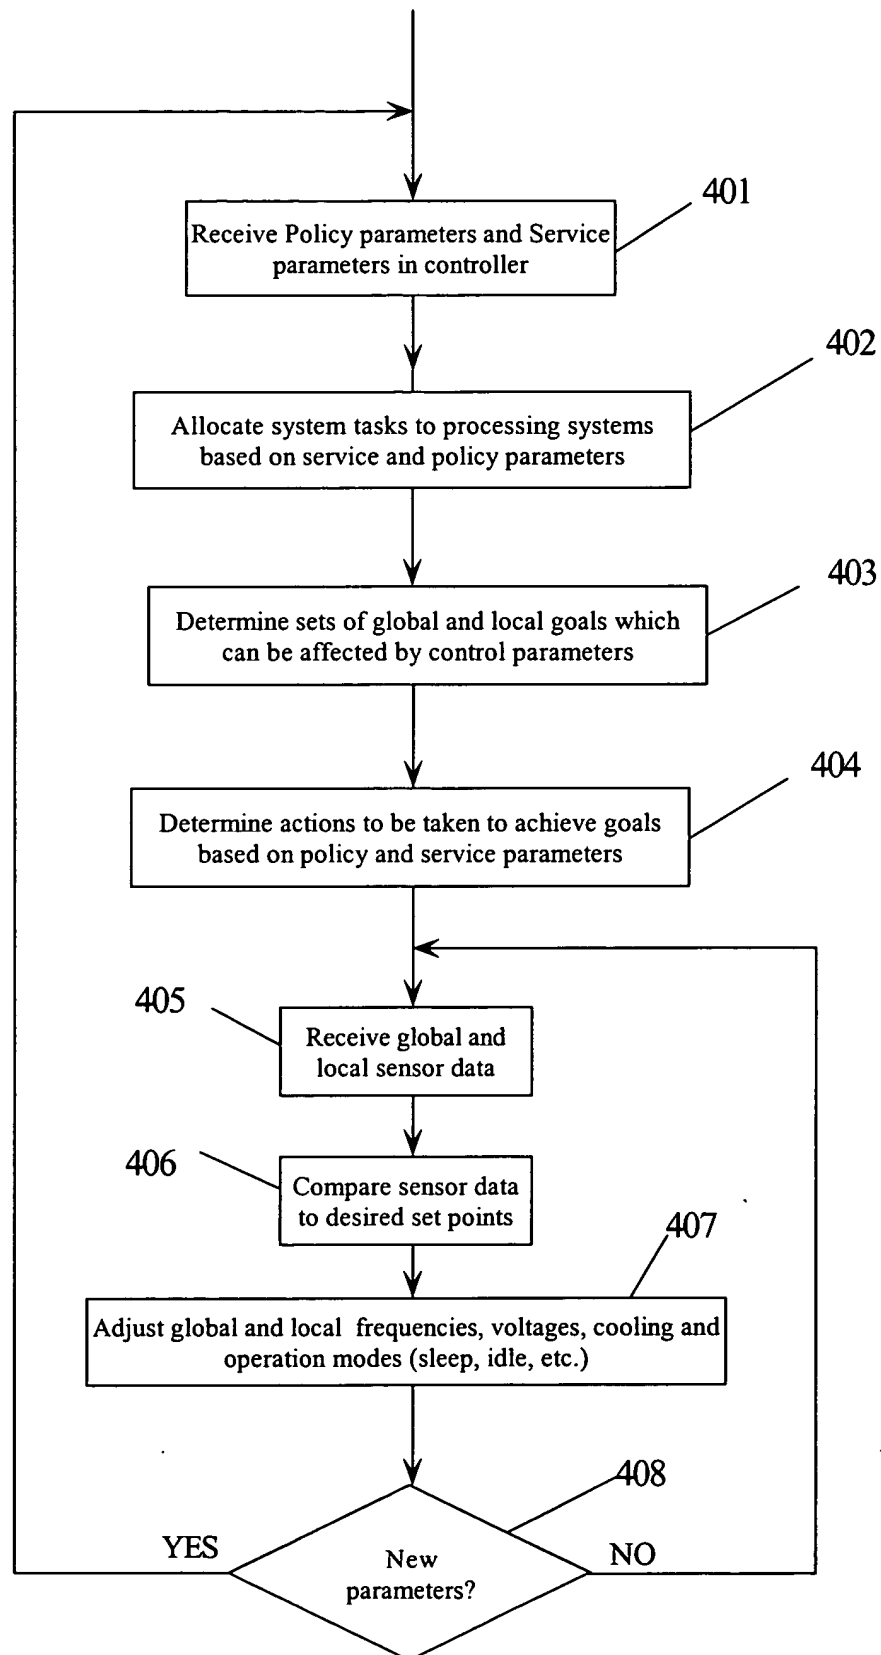 401
Receive Policy parameters and Service
parameters in controller
402
Allocate system tasks to processing systems
based on service and policy parameters
403
Determine sets of global and local goals which
can be affected by control parameters
404
Determine actions to be taken to achieve goals
based on policy and service parameters
405
Receive global and
local sensor data
406
Compare sensor data
to desired set points
407
Adjust global and local frequencies, voltages, cooling and
operation modes (sleep, idle, etc.)
408
YES
New
parameters?
NO